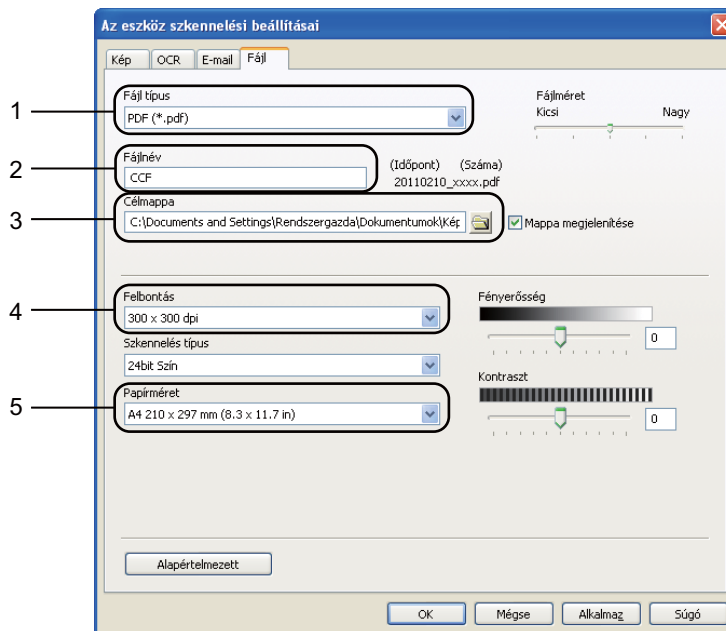 Az eszköz szkennelési beállításai
Kép OCR E-mail Fájl
1
Fájl típus
PDF (*.pdf)
Fájlméret
Kicsi Nagy
2
Fájlnév
CCF
(Időpont) (Száma)
20110210_xxxx.pdf
3
Célmappa
C:\Documents and Settings\Rendszergazda\Dokumentumok\Kép
Mappa megjelenítése
4
Felbontás
300 x 300 dpi
Fényerősség
0
Szkennelés típus
24bit Szín
Kontraszt
0
5
Papírméret
A4 210 x 297 mm (8.3 x 11.7 in)
Alapértelmezett
OK Mégse Alkalmaz Súgó